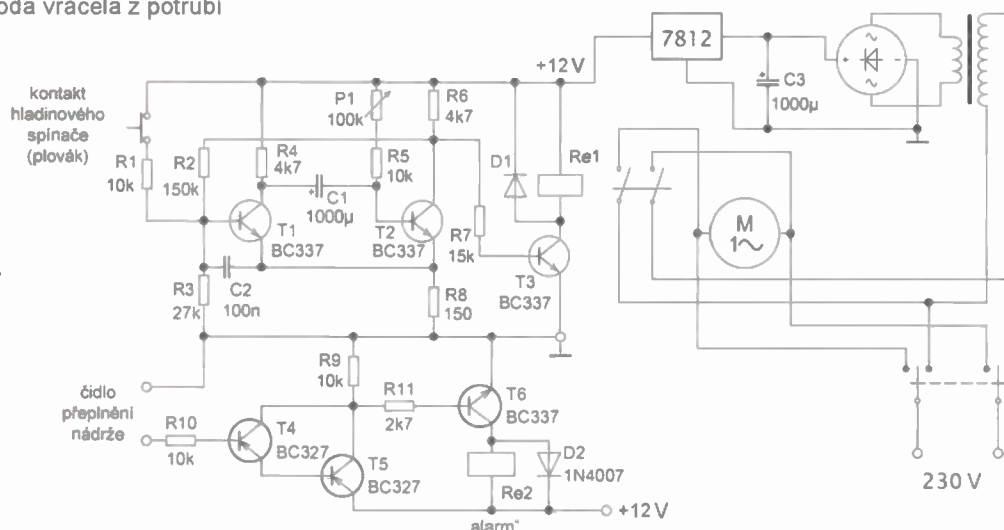 oda vracela z potrubí
kontakt
hladinového
spínače
(plovák)
R1
10k
R2
150k
R4
4k7
P1
100k
R5
10k
R6
4k7
C1
1000µ
T1
BC337
T2
BC337
R3
27k
C2
100n
R7
15k
R8
150
D1
Re1
T3
BC337
+12V
7812
C3
1000µ
~
~
+
-
M
1~
čidlo
přeplnění
nádrže
R9
10k
R10
10k
R11
2k7
T4
BC327
T5
BC327
T6
BC337
Re2
D2
1N4007
+12V
alarm"
230 V